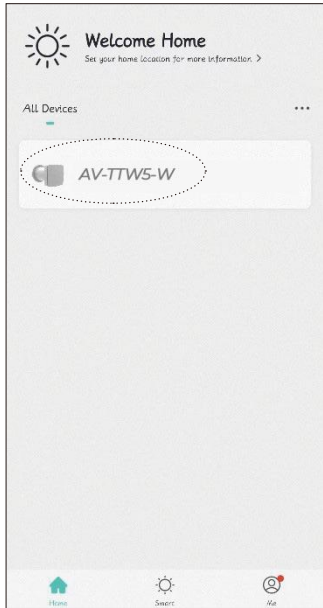 Welcome Home
Set your home location for more information >
All Devices
...
AV-TTW5-W
Home
Smart
Me